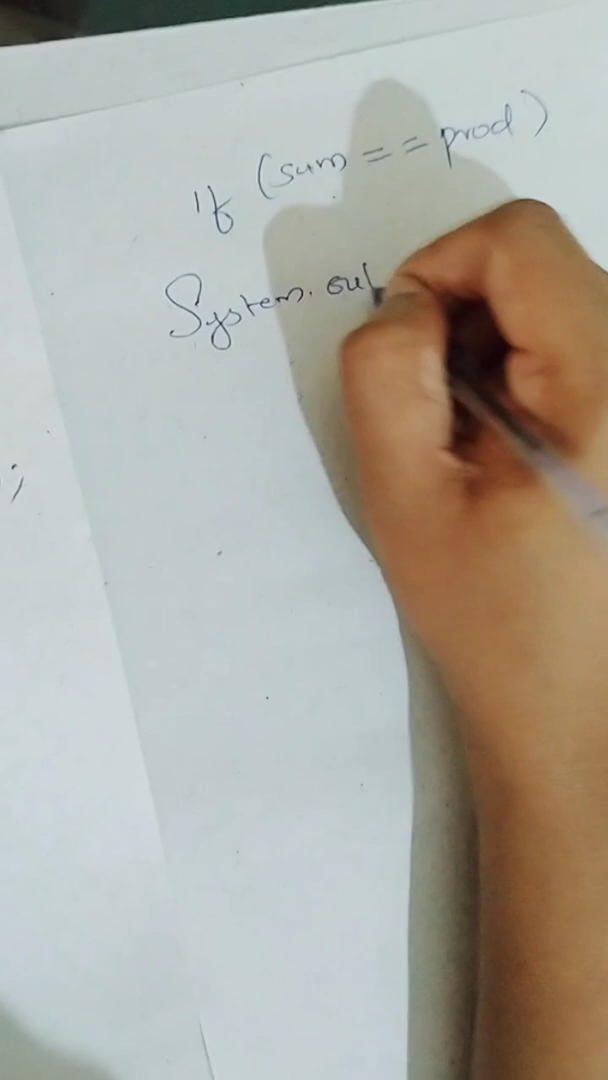 if (sum == prod)
System.out
;